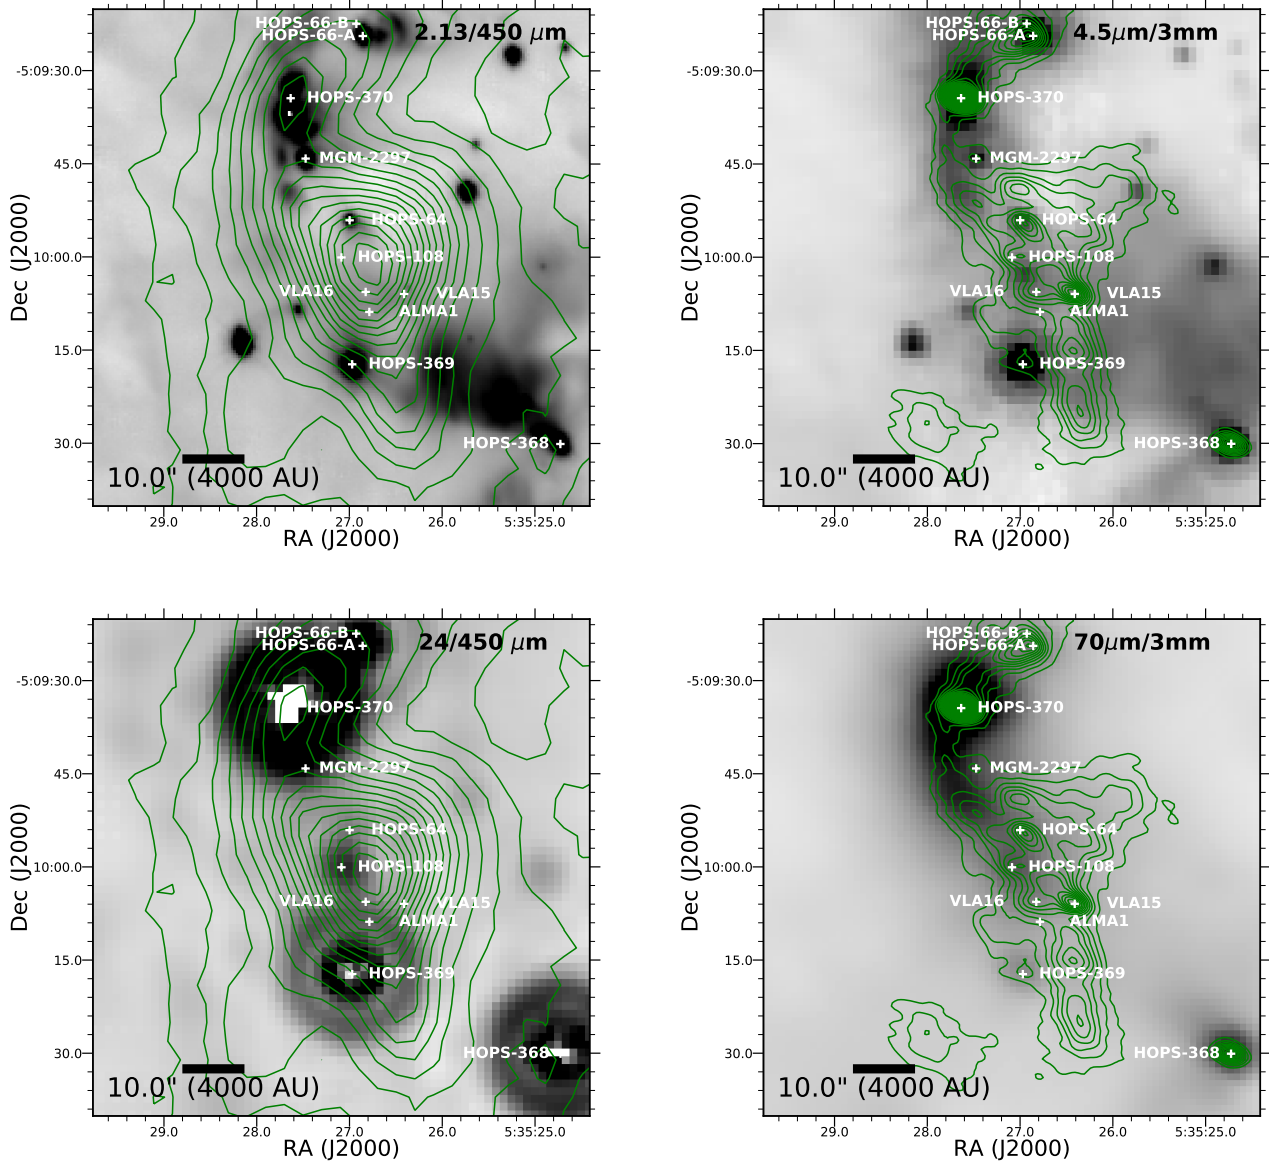 HOPS-66-B
HOPS-66-A
2.13/450 μm
HOPS-370
MGM-2297
HOPS-64
HOPS-108
VLA16
VLA15
ALMA1
HOPS-369
HOPS-368
10.0" (4000 AU)
-5:09:30.0
45.0
10:00.0
15.0
30.0
Dec (J2000)
29.0 28.0 27.0 26.0 5:35:25.0
RA (J2000)
HOPS-66-B
HOPS-66-A
4.5μm/3mm
HOPS-370
MGM-2297
HOPS-64
HOPS-108
VLA16
VLA15
ALMA1
HOPS-369
HOPS-368
10.0" (4000 AU)
-5:09:30.0
45.0
10:00.0
15.0
30.0
Dec (J2000)
29.0 28.0 27.0 26.0 5:35:25.0
RA (J2000)
HOPS-66-B
HOPS-66-A
24/450 μm
HOPS-370
MGM-2297
HOPS-64
HOPS-108
VLA16
VLA15
ALMA1
HOPS-369
HOPS-368
10.0" (4000 AU)
-5:09:30.0
45.0
10:00.0
15.0
30.0
Dec (J2000)
29.0 28.0 27.0 26.0 5:35:25.0
RA (J2000)
HOPS-66-B
HOPS-66-A
70μm/3mm
HOPS-370
MGM-2297
HOPS-64
HOPS-108
VLA16
VLA15
ALMA1
HOPS-369
HOPS-368
10.0" (4000 AU)
-5:09:30.0
45.0
10:00.0
15.0
30.0
Dec (J2000)
29.0 28.0 27.0 26.0 5:35:25.0
RA (J2000)